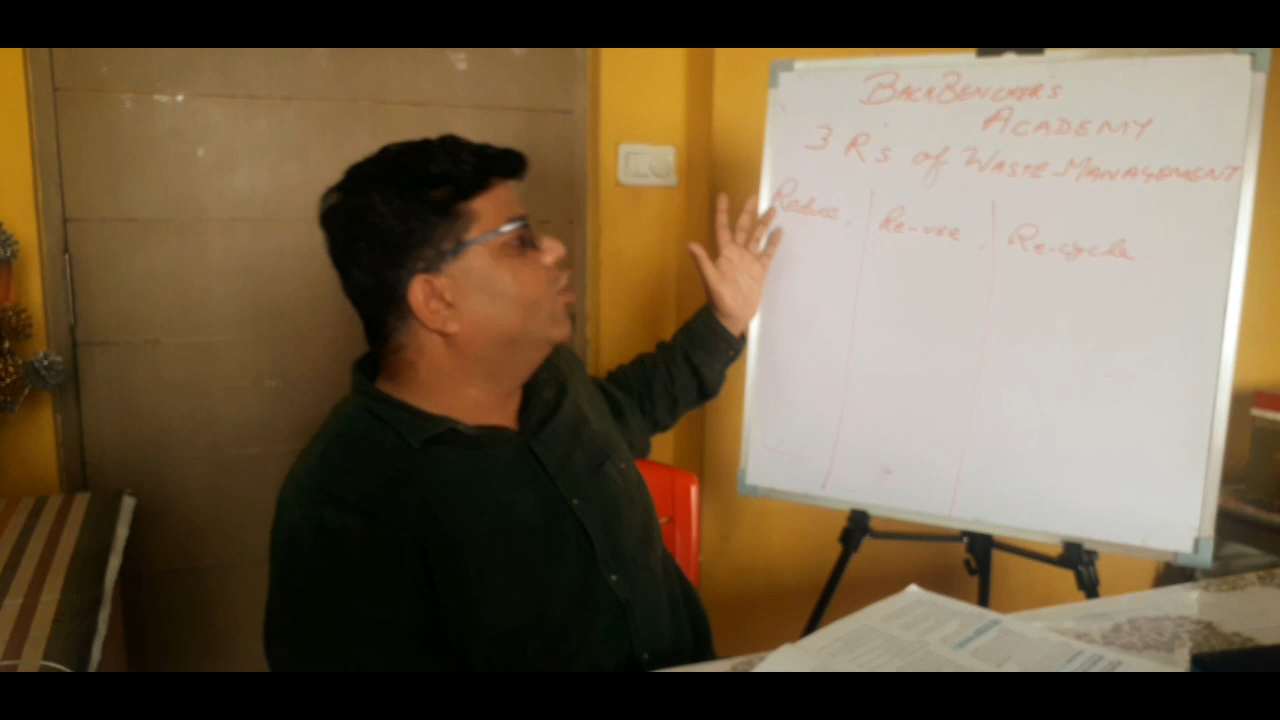 BACKBENCHER'S
ACADEMY
3 R's of WASTE MANAGEMENT
Reduce. Re-use. Re-cycle.